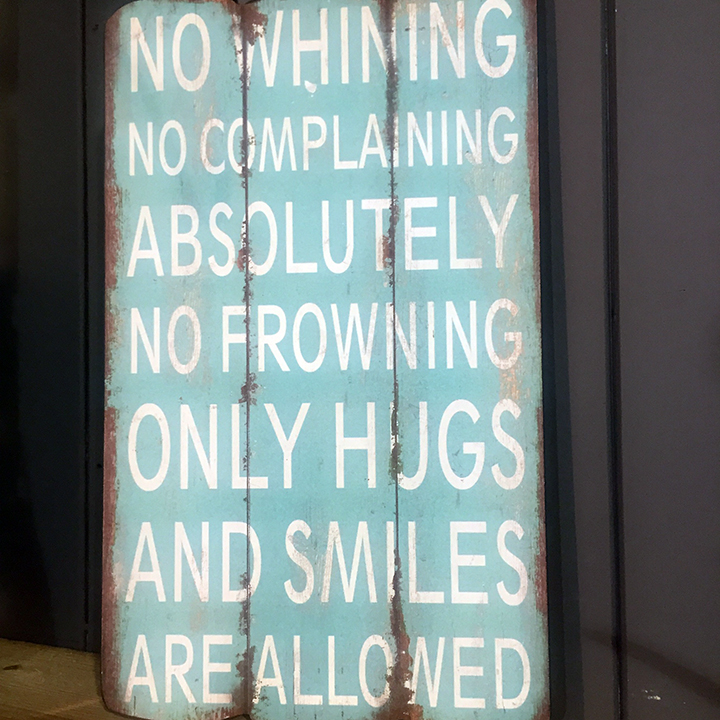 NO WHINING
NO COMPLAINING
ABSOLUTELY
NO FROWNING
ONLY HUGS
AND SMILES
ARE ALLOWED